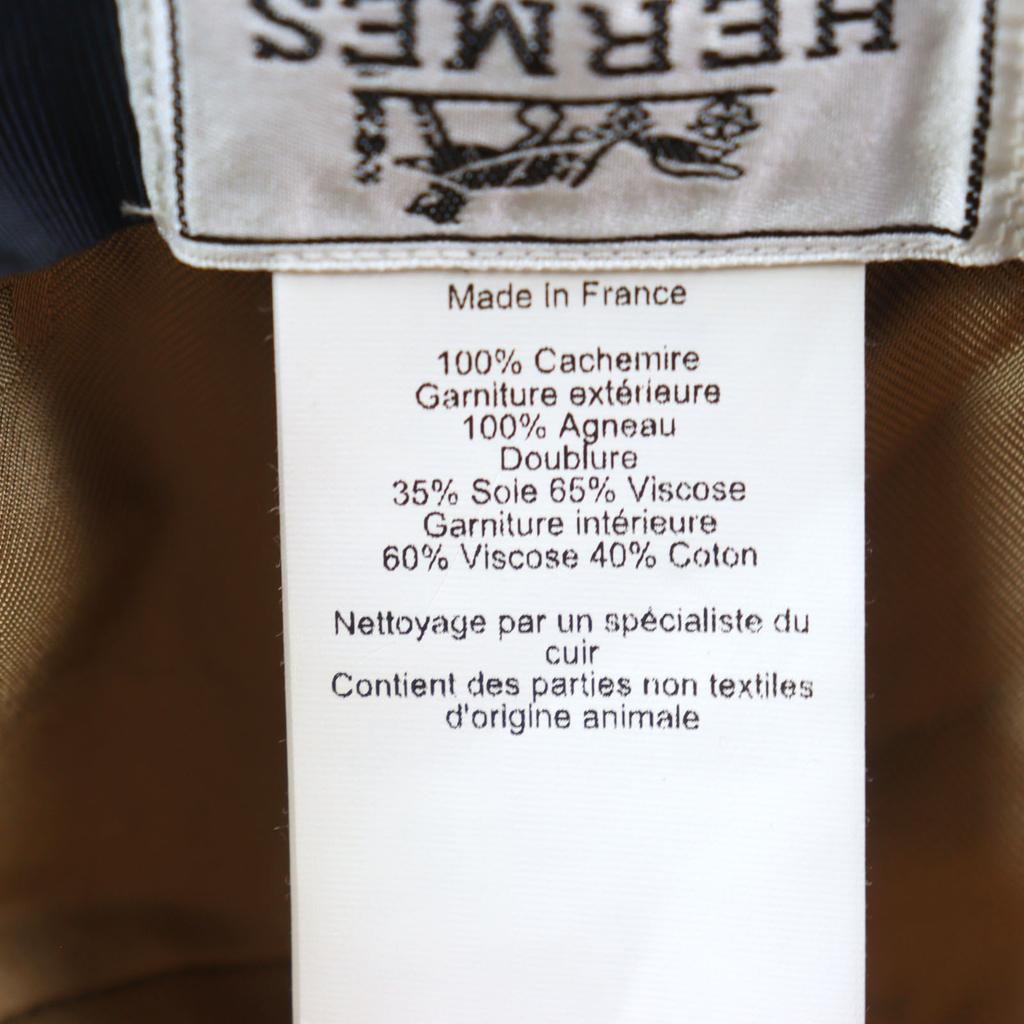 HERMES
Made In France
100% Cachemire
Garniture extérieure
100% Agneau
Doublure
35% Soie 65% Viscose
Garniture intérieure
60% Viscose 40% Coton
Nettoyage par un spécialiste du
cuir
Contient des parties non textiles
d'origine animale